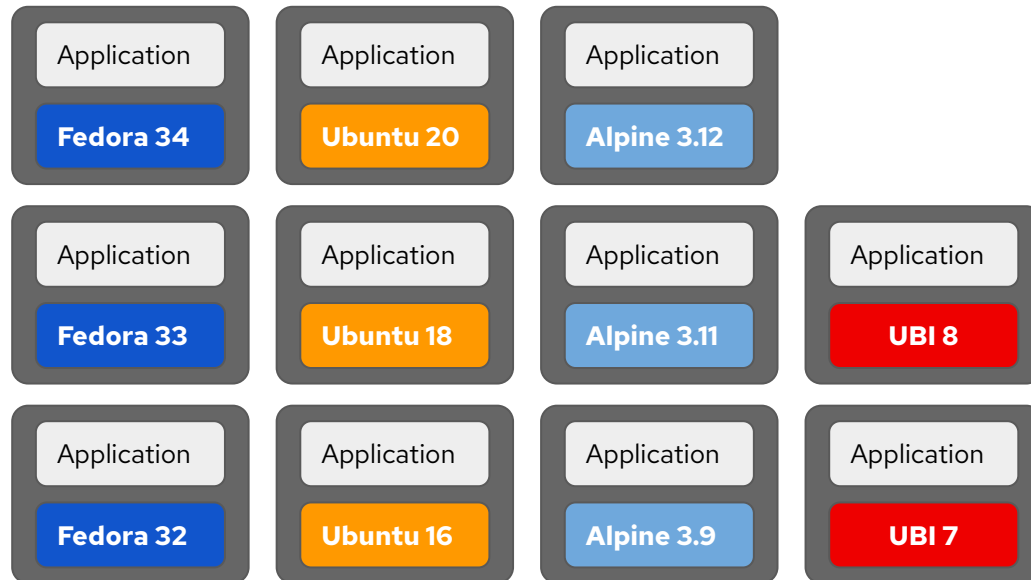 Application
Fedora 34
Application
Ubuntu 20
Application
Alpine 3.12
Application
Fedora 33
Application
Ubuntu 18
Application
Alpine 3.11
Application
UBI 8
Application
Fedora 32
Application
Ubuntu 16
Application
Alpine 3.9
Application
UBI 7